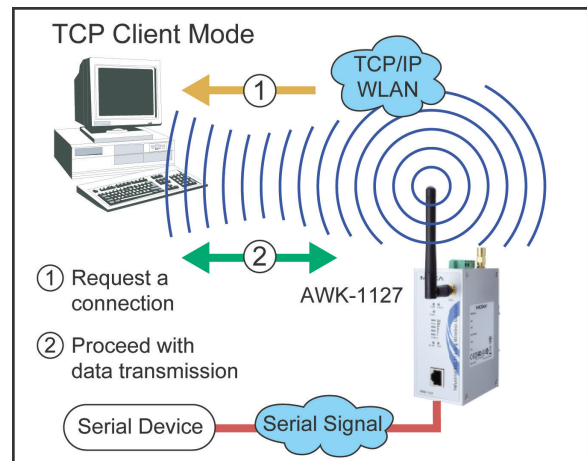 TCP Client Mode
TCP/IP
WLAN
1
2
1 Request a
connection
AWK-1127
2 Proceed with
data transmission
MOXA
Serial Device
Serial Signal